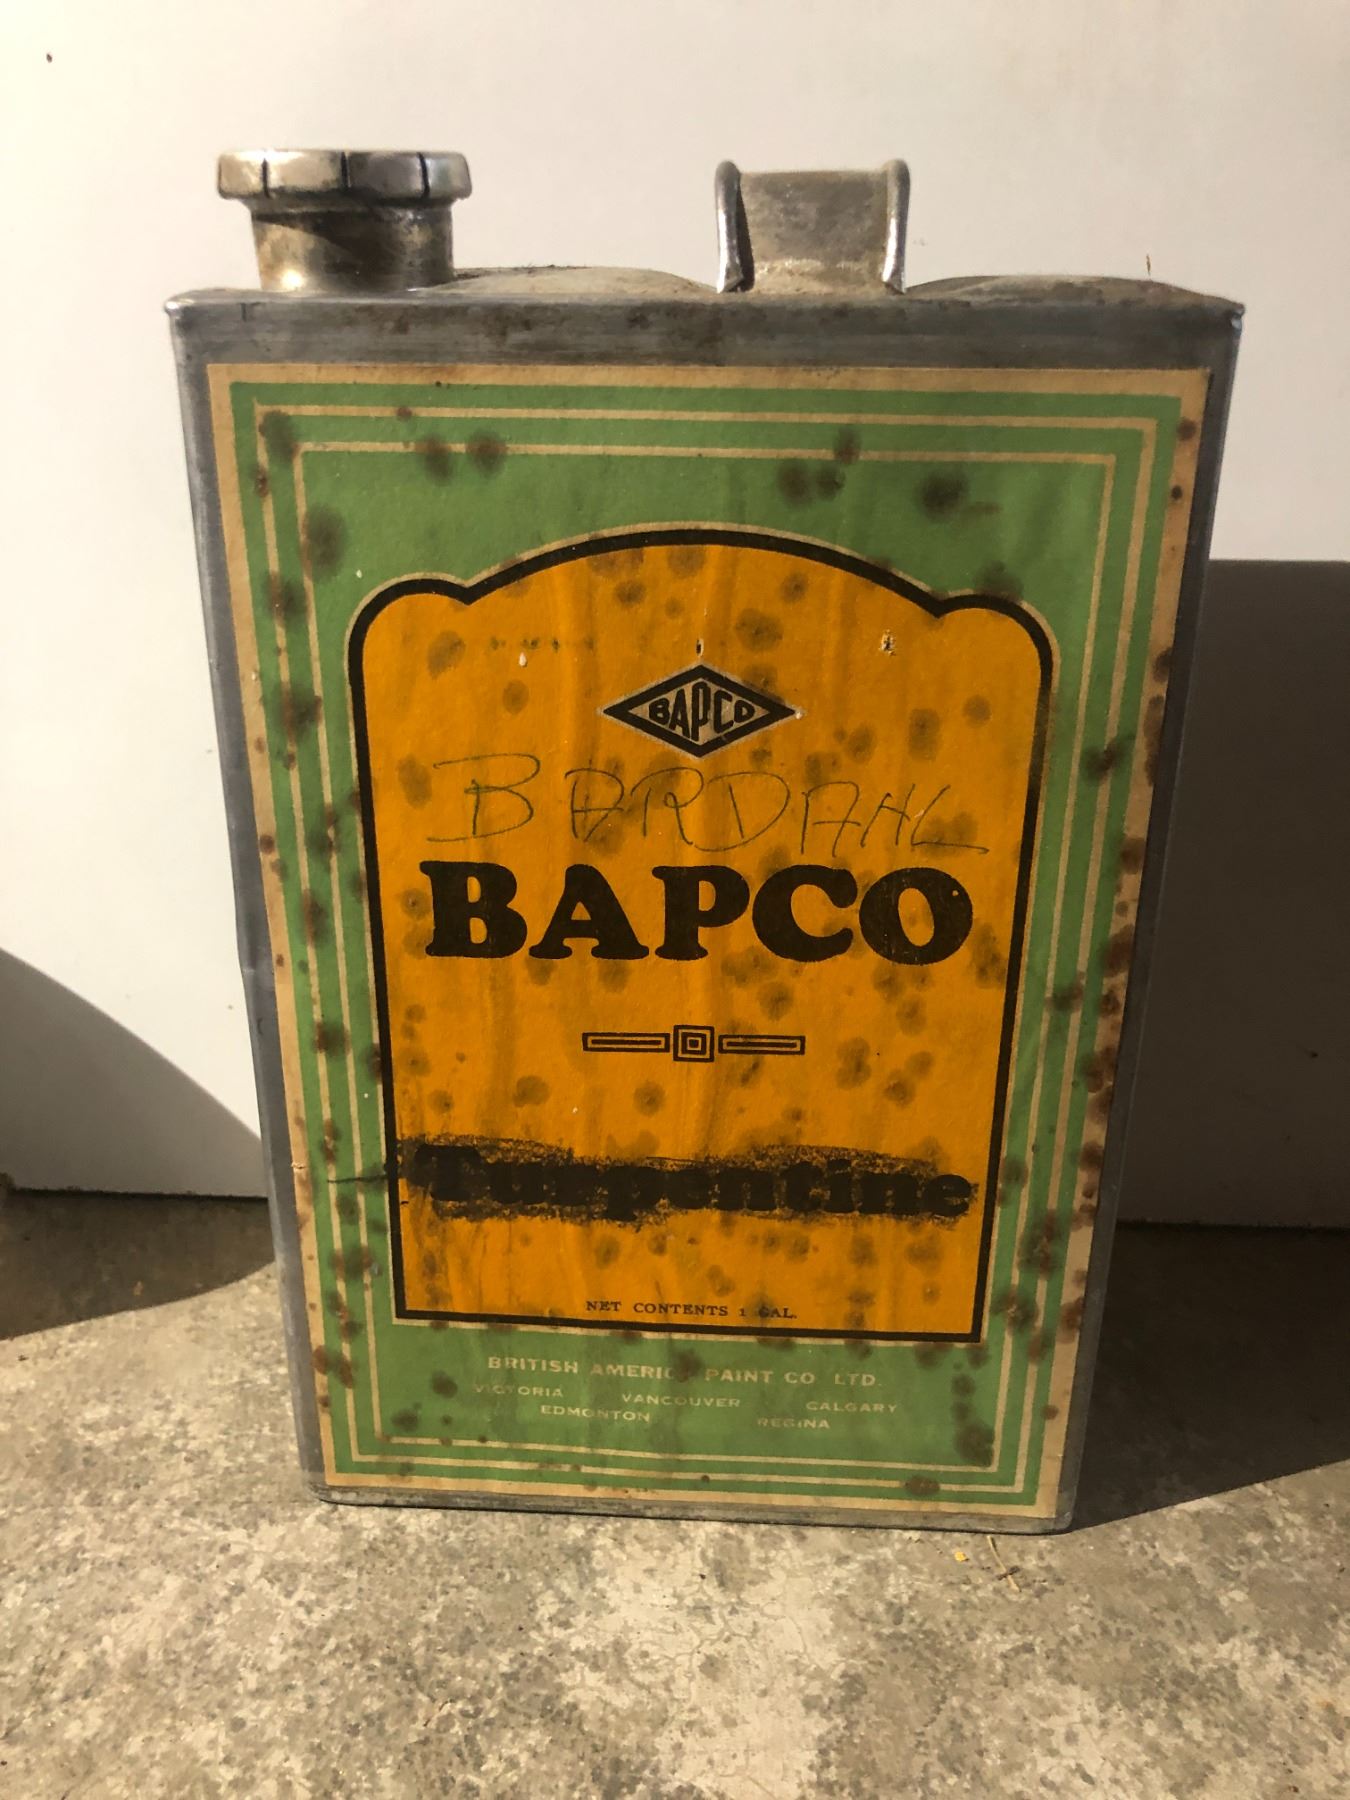 BAPCO
BARDAHL
BAPCO
Turpentine
NET CONTENTS 1 GAL.
BRITISH AMERICA PAINT CO LTD.
VICTORIA VANCOUVER CALGARY
EDMONTON REGINA